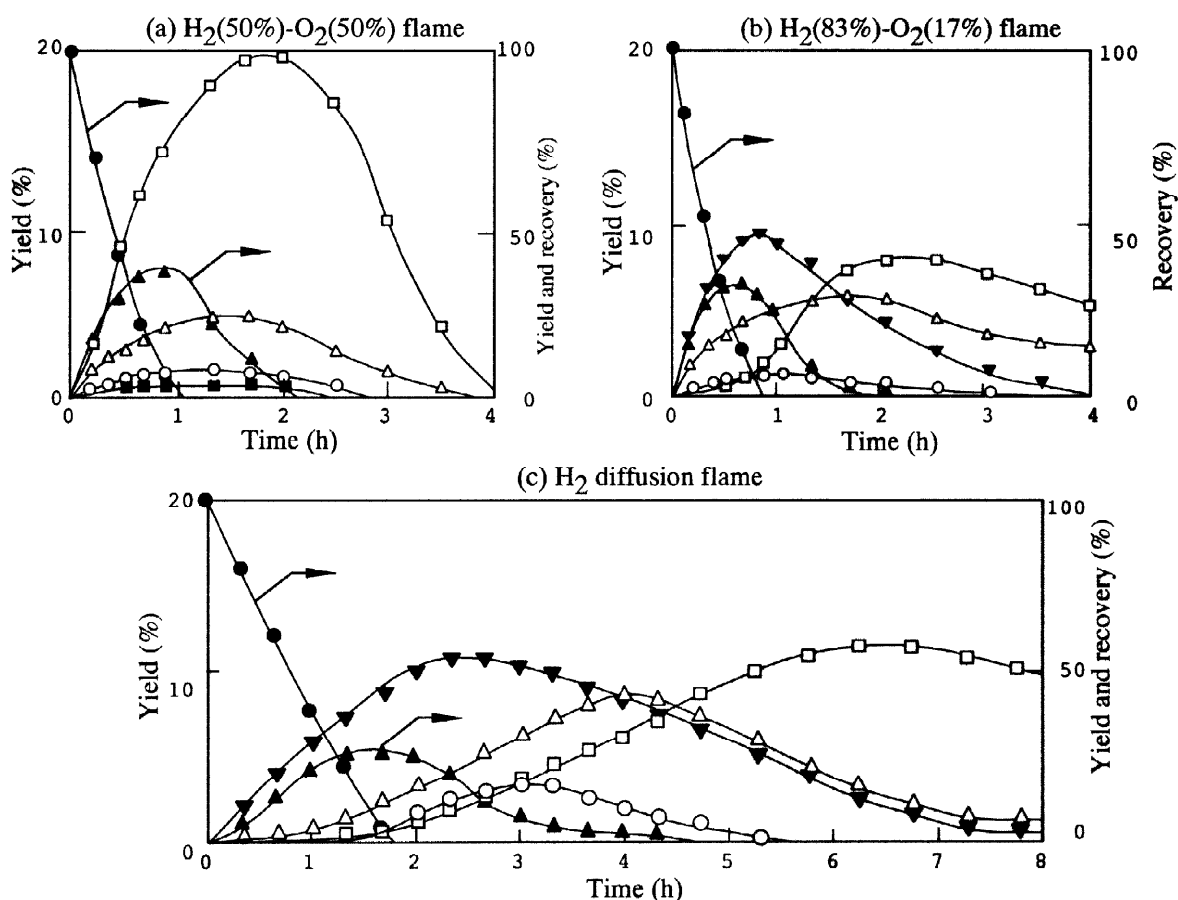 (a) H2(50%)-O2(50%) flame
20
10
0
Yield (%)
100
50
0
Yield and recovery (%)
0 1 2 3 4
Time (h)
(b) H2(83%)-O2(17%) flame
20
10
0
Yield (%)
100
50
0
Recovery (%)
0 1 2 3 4
Time (h)
(c) H2 diffusion flame
20
10
0
Yield (%)
100
50
0
Yield and recovery (%)
0 1 2 3 4 5 6 7 8
Time (h)